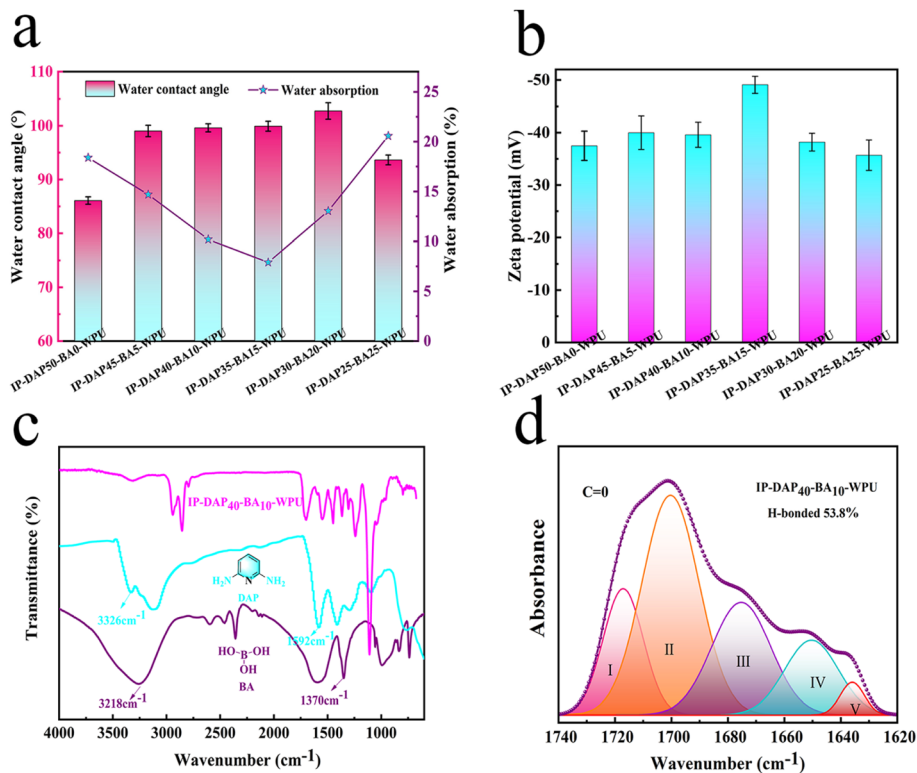 a
Water contact angle (°)
110
100
90
80
70
60
Water contact angle
Water absorption
25
20
15
10
5
0
Water absorption (%)
IP-DAP50-BA0-WPU
IP-DAP45-BA5-WPU
IP-DAP40-BA10-WPU
IP-DAP35-BA15-WPU
IP-DAP30-BA20-WPU
IP-DAP25-BA25-WPU
b
Zeta potential (mV)
-50
-40
-30
-20
-10
0
IP-DAP50-BA0-WPU
IP-DAP45-BA5-WPU
IP-DAP40-BA10-WPU
IP-DAP35-BA15-WPU
IP-DAP30-BA20-WPU
IP-DAP25-BA25-WPU
c
Transmittance (%)
IP-DAP40-BA10-WPU
H2N N NH2
DAP
3326cm-1
1592cm-1
HO B OH
OH
BA
3218cm-1
1370cm-1
4000 3500 3000 2500 2000 1500 1000
Wavenumber (cm-1)
d
Absorbance
C=0
IP-DAP40-BA10-WPU
H-bonded 53.8%
I
II
III
IV
V
1740 1720 1700 1680 1660 1640 1620
Wavenumber (cm-1)